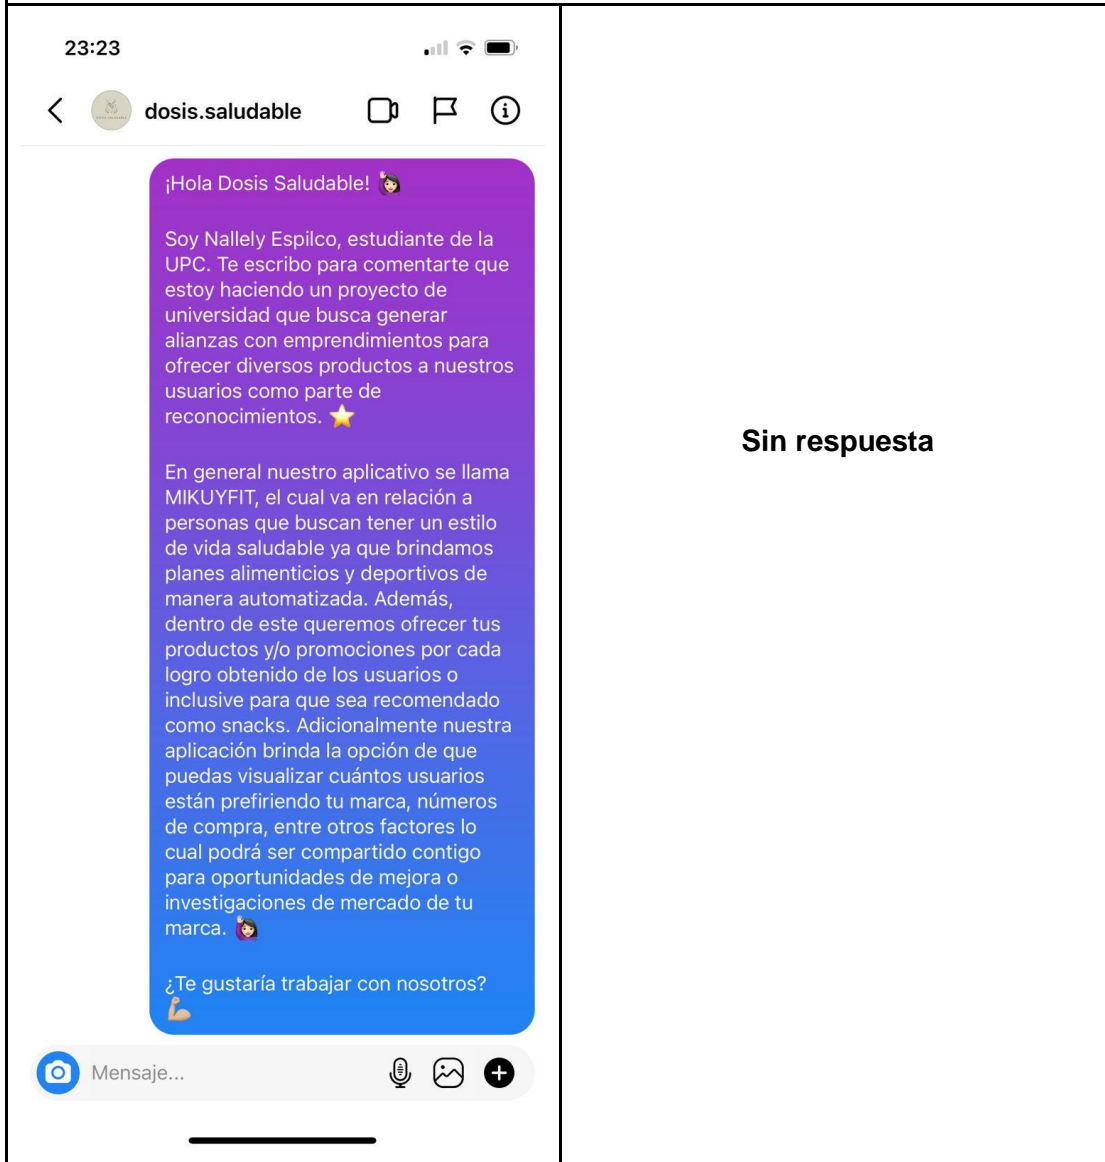 23:23
dosis.saludable
¡Hola Dosis Saludable! 🙋🏻‍♀️
Soy Nallely Espilco, estudiante de la
UPC. Te escribo para comentarte que
estoy haciendo un proyecto de
universidad que busca generar
alianzas con emprendimientos para
ofrecer diversos productos a nuestros
usuarios como parte de
reconocimientos. ⭐
En general nuestro aplicativo se llama
MIKUYFIT, el cual va en relación a
personas que buscan tener un estilo
de vida saludable ya que brindamos
planes alimenticios y deportivos de
manera automatizada. Además,
dentro de este queremos ofrecer tus
productos y/o promociones por cada
logro obtenido de los usuarios o
inclusive para que sea recomendado
como snacks. Adicionalmente nuestra
aplicación brinda la opción de que
puedas visualizar cuántos usuarios
están prefiriendo tu marca, números
de compra, entre otros factores lo
cual podrá ser compartido contigo
para oportunidades de mejora o
investigaciones de mercado de tu
marca. 🙋🏻‍♀️
¿Te gustaría trabajar con nosotros?
💪🏼
Mensaje...
Sin respuesta